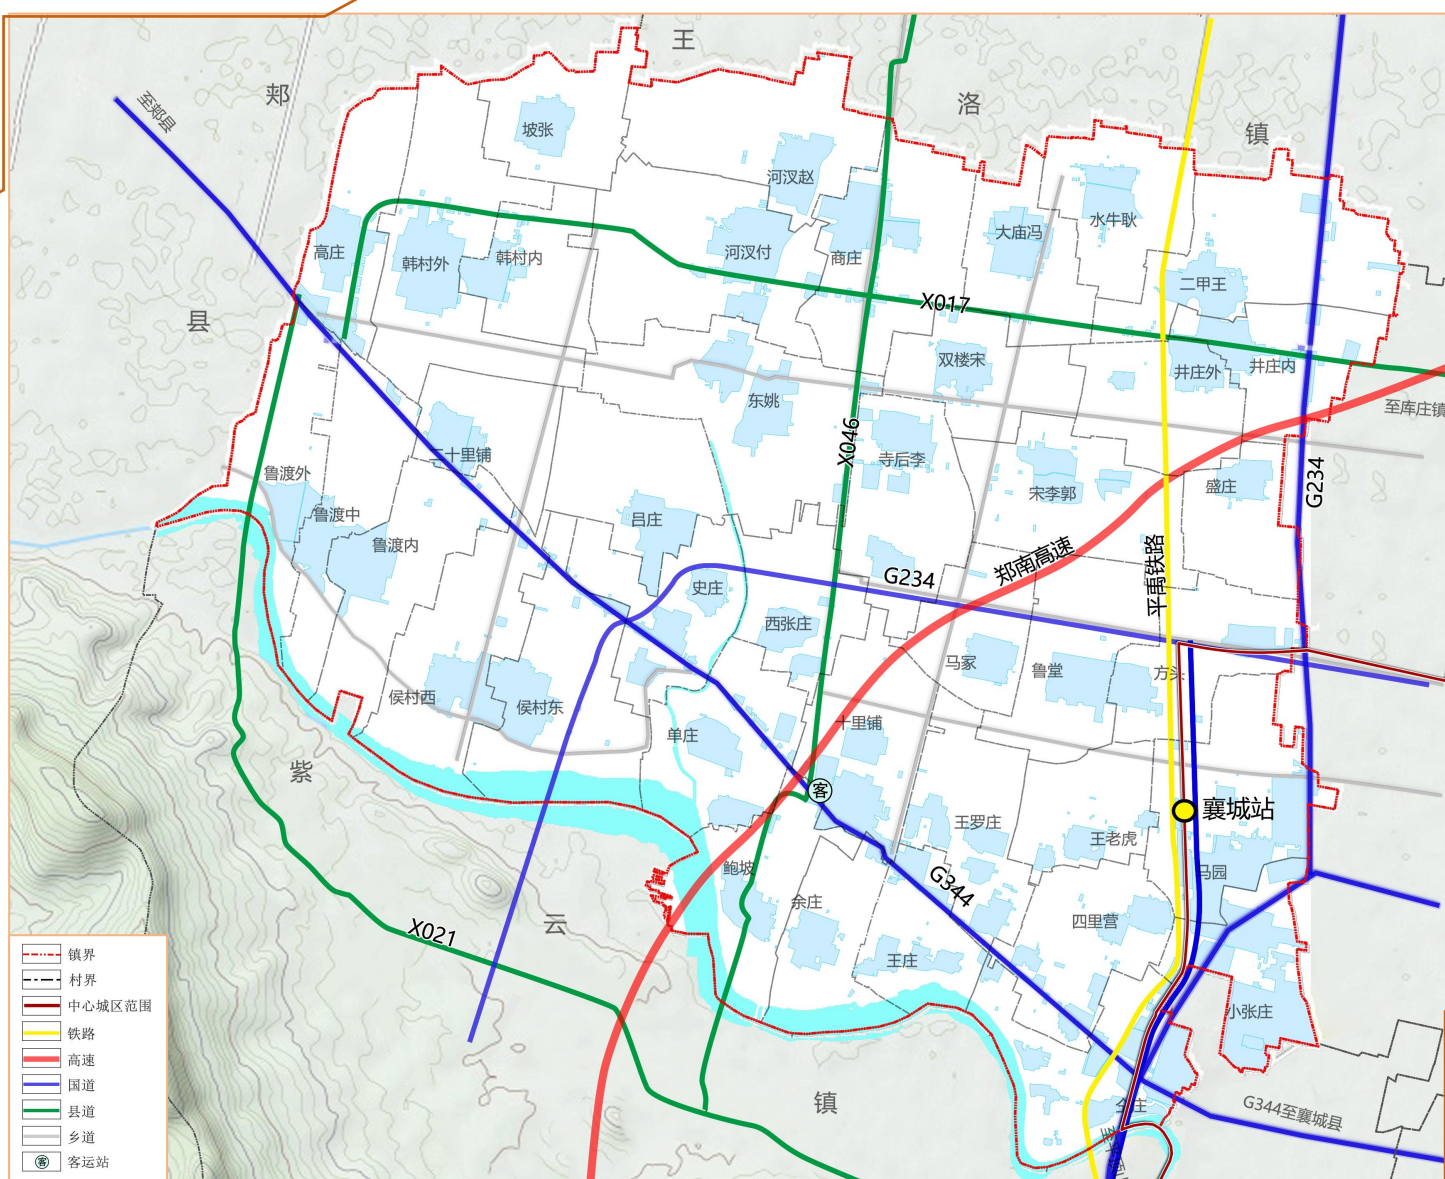 王
郏
洛
镇
至郏县
坡张
河汊赵
水牛耿
大庙冯
高庄
韩村外
韩村内
河汊付
商庄
二甲王
X017
县
双楼宋
井庄外
井庄内
东姚
至库庄镇
X046
二十里铺
寺后李
鲁渡外
宋李郭
盛庄
G234
鲁渡中
吕庄
鲁渡内
郑南高速
平禹铁路
G234
史庄
西张庄
马冢
鲁堂
方头
侯村西
侯村东
单庄
十里铺
紫
客
襄城站
王罗庄
王老虎
鲍坡
马园
G344
余庄
云
四里营
X021
王庄
小张庄
镇
G344至襄城县
镇界
村界
中心城区范围
铁路
高速
国道
县道
乡道
客
客运站